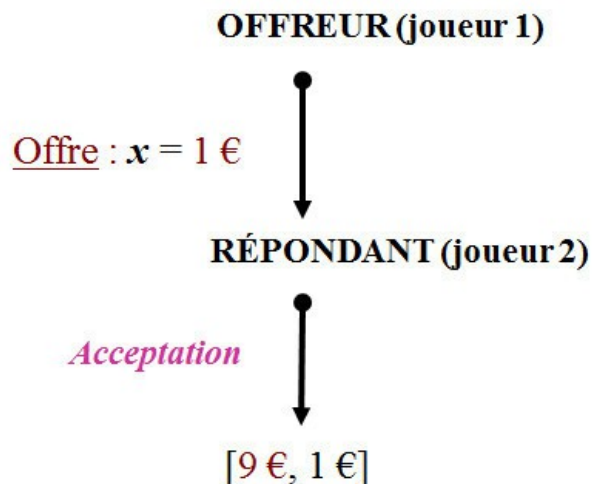 OFFREUR (joueur 1)
Offre : x = 1 €
RÉPONDANT (joueur 2)
Acceptation
[9 €, 1 €]